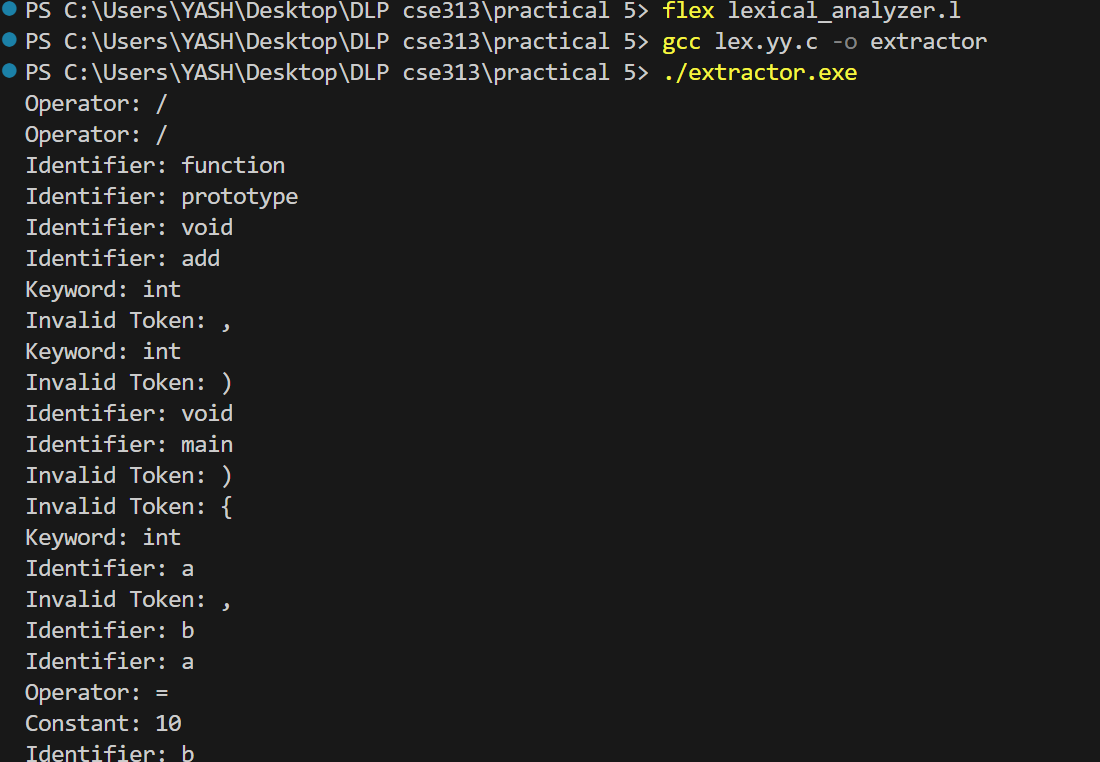 PS C:\Users\YASH\Desktop\DLP cse313\practical 5> flex lexical_analyzer.l
PS C:\Users\YASH\Desktop\DLP cse313\practical 5> gcc lex.yy.c -o extractor
PS C:\Users\YASH\Desktop\DLP cse313\practical 5> ./extractor.exe
Operator: /
Operator: /
Identifier: function
Identifier: prototype
Identifier: void
Identifier: add
Keyword: int
Invalid Token: ,
Keyword: int
Invalid Token: )
Identifier: void
Identifier: main
Invalid Token: )
Invalid Token: {
Keyword: int
Identifier: a
Invalid Token: ,
Identifier: b
Identifier: a
Operator: =
Constant: 10
Identifier: b